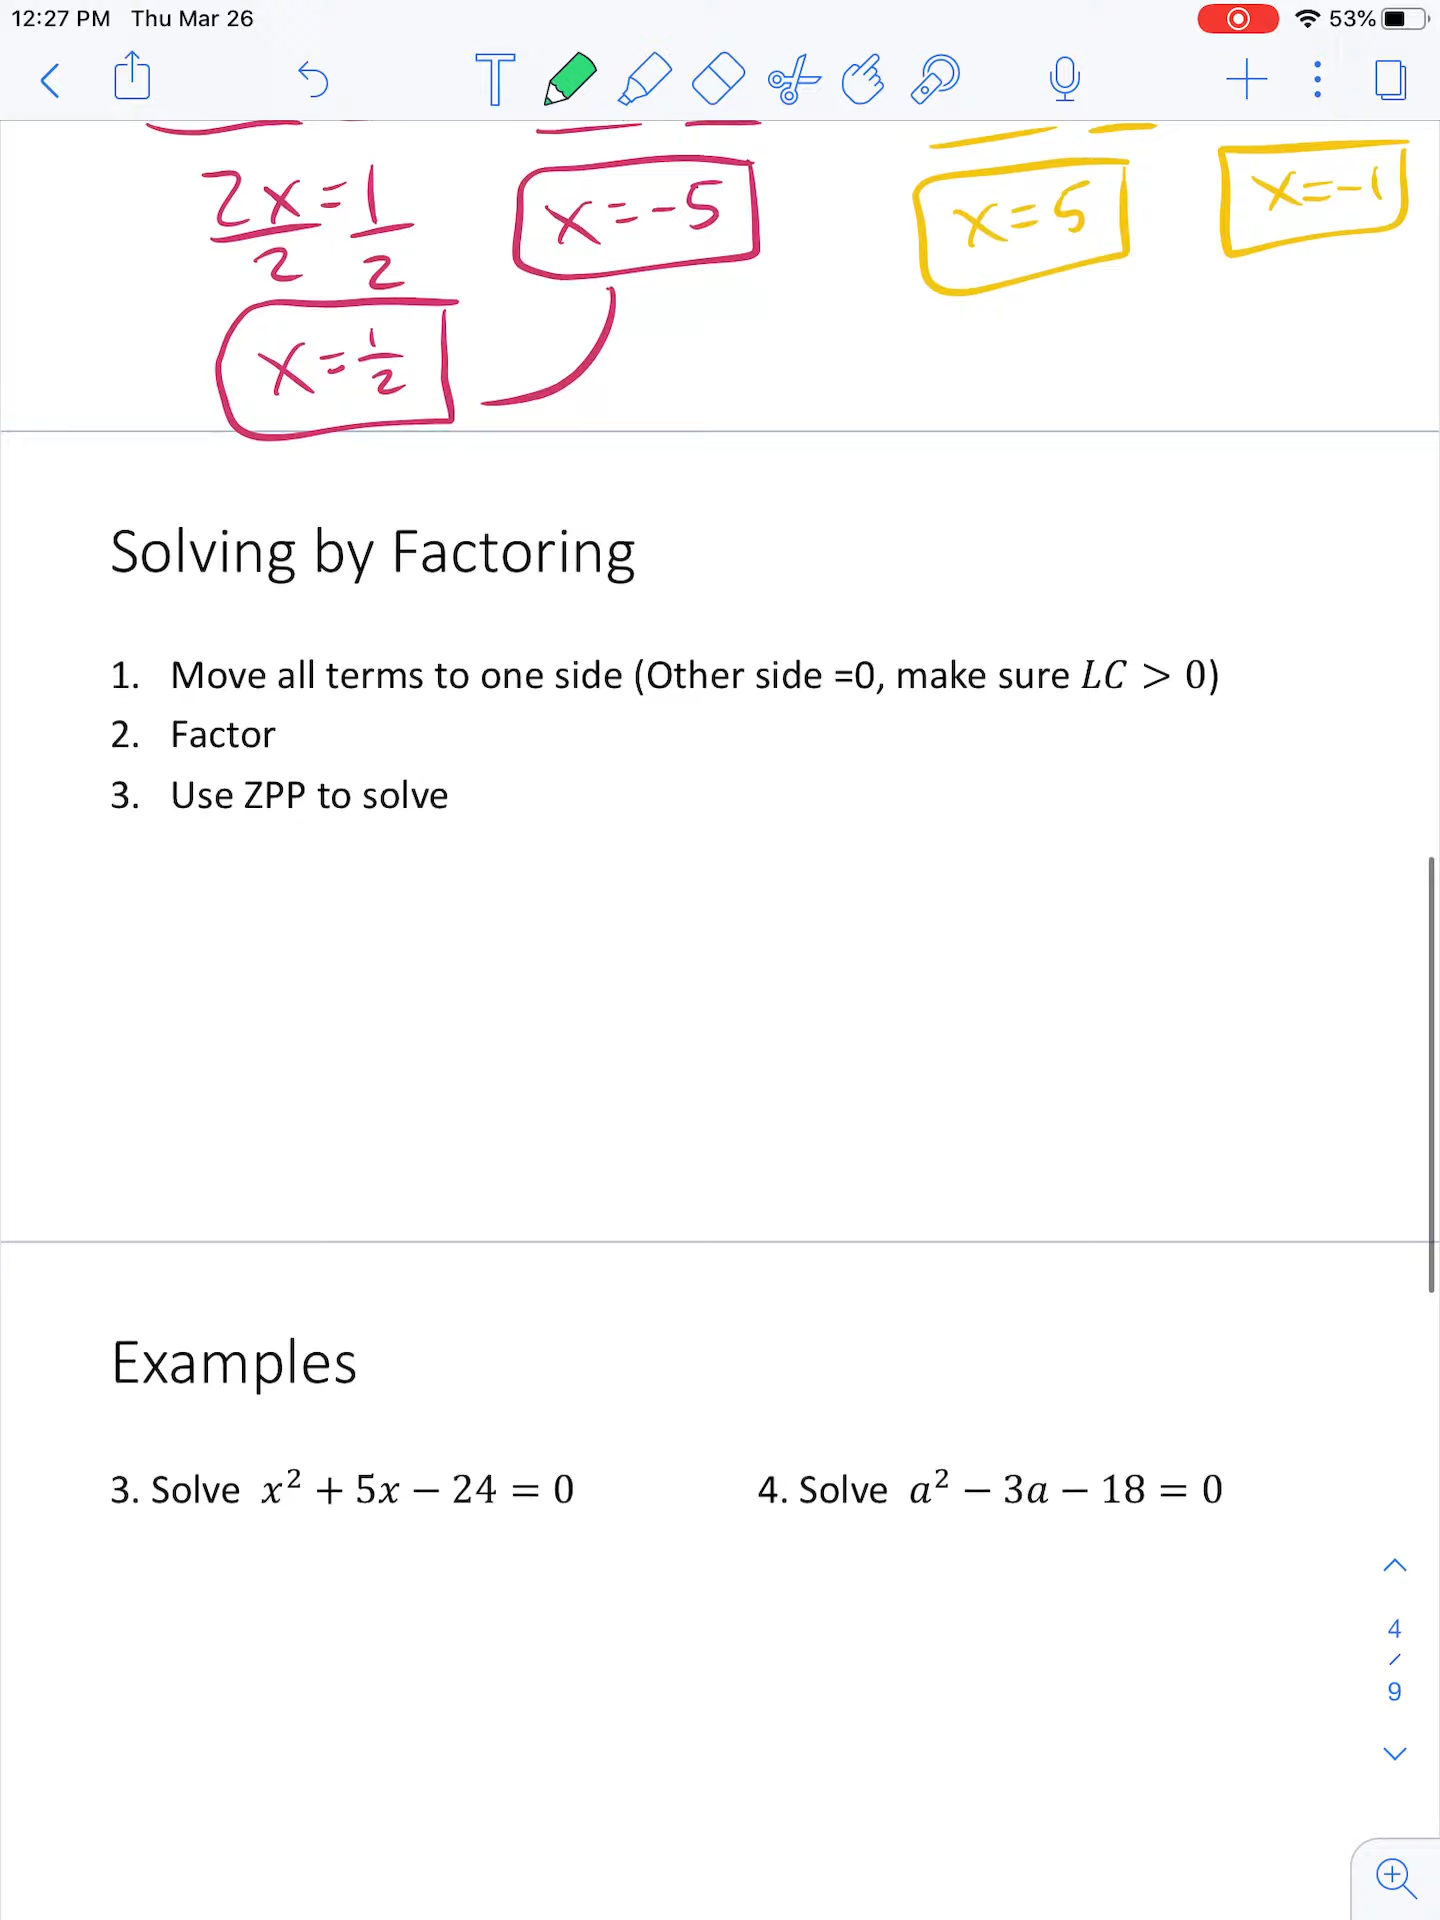 12:27 PM Thu Mar 26 53%
T
2x=1 x=-5 x=5 x=-1
2 2
x=1/2
Solving by Factoring
1. Move all terms to one side (Other side =0, make sure LC > 0)
2. Factor
3. Use ZPP to solve
Examples
3. Solve x² + 5x − 24 = 0
4. Solve a² − 3a − 18 = 0
4
/
9